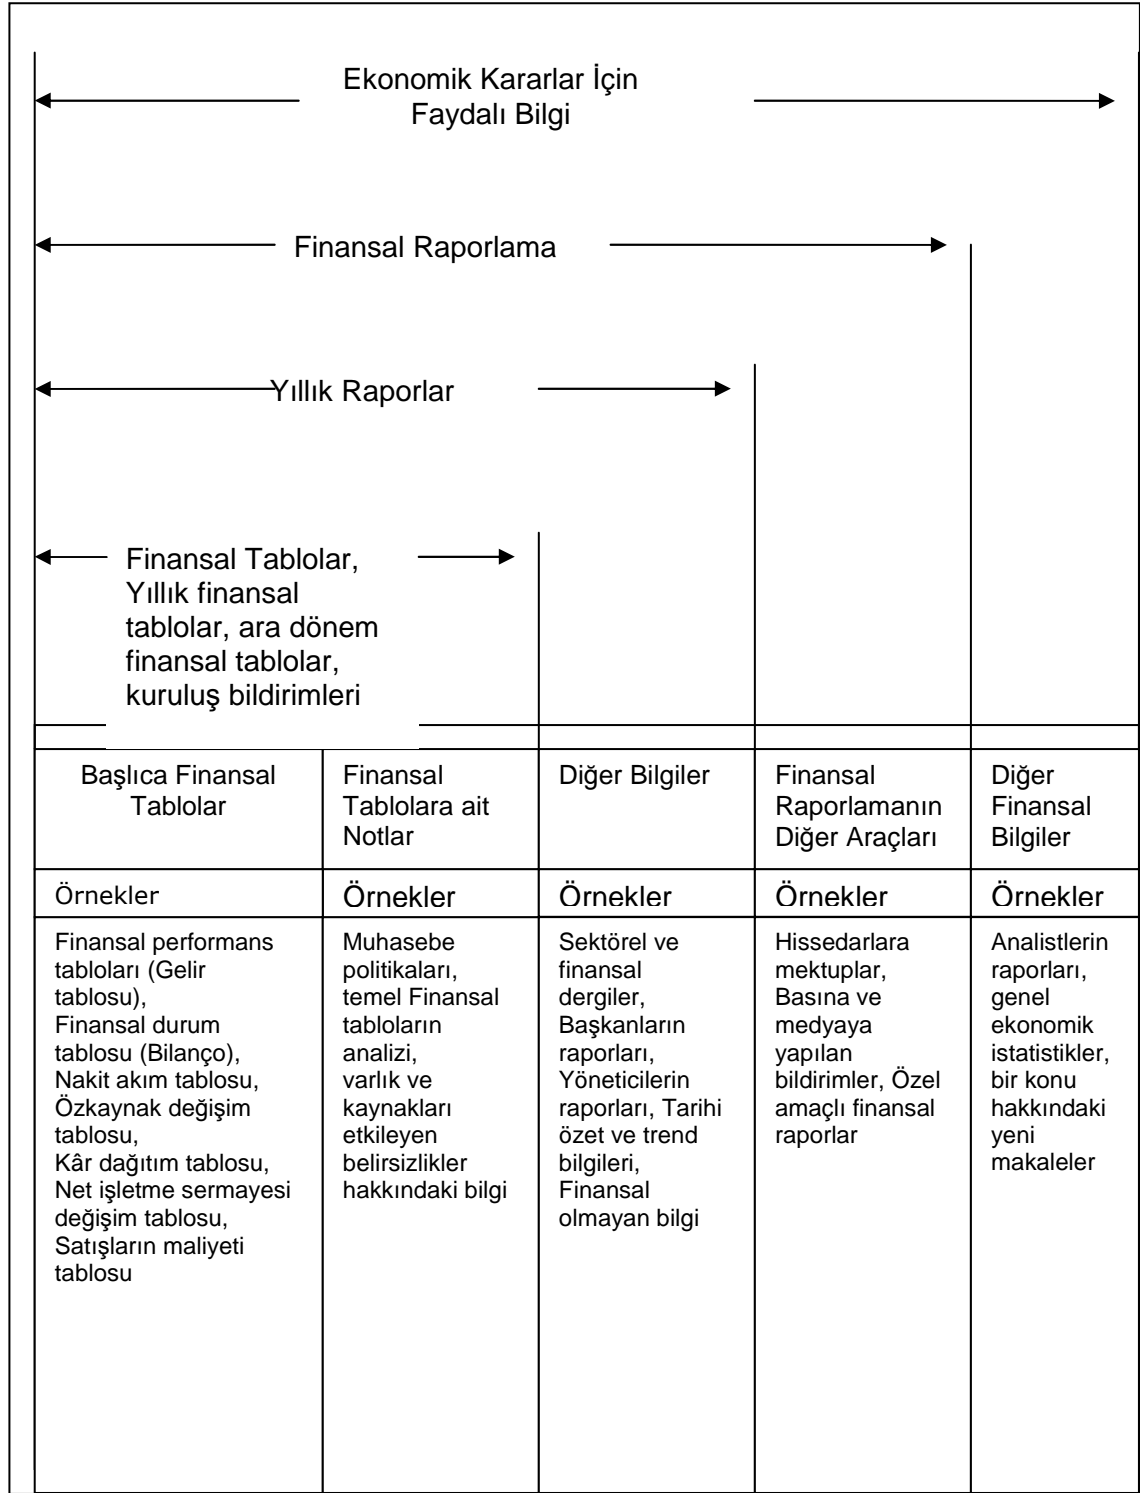 Ekonomik Kararlar İçin
Faydalı Bilgi
Finansal Raporlama
Yıllık Raporlar
Finansal Tablolar,
Yıllık finansal
tablolar, ara dönem
finansal tablolar,
kuruluş bildirimleri
Başlıca Finansal
Tablolar
Finansal
Tablolara ait
Notlar
Diğer Bilgiler
Finansal
Raporlamanın
Diğer Araçları
Diğer
Finansal
Bilgiler
Örnekler
Örnekler
Örnekler
Örnekler
Örnekler
Finansal performans
tabloları (Gelir
tablosu),
Finansal durum
tablosu (Bilanço),
Nakit akım tablosu,
Özkaynak değişim
tablosu,
Kâr dağıtım tablosu,
Net işletme sermayesi
değişim tablosu,
Satışların maliyeti
tablosu
Muhasebe
politikaları,
temel Finansal
tabloların
analizi,
varlık ve
kaynakları
etkileyen
belirsizlikler
hakkındaki bilgi
Sektörel ve
finansal
dergiler,
Başkanların
raporları,
Yöneticilerin
raporları, Tarihi
özet ve trend
bilgileri,
Finansal
olmayan bilgi
Hissedarlara
mektuplar,
Basına ve
medyaya
yapılan
bildirimler, Özel
amaçlı finansal
raporlar
Analistlerin
raporları,
genel
ekonomik
istatistikler,
bir konu
hakkındaki
yeni
makaleler